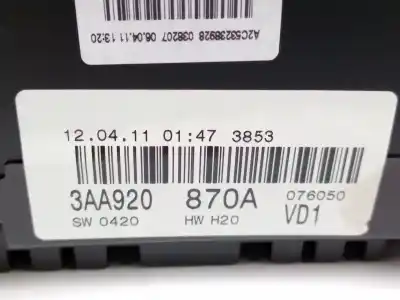 A2C53238928 038207 06.04.11 13:20
12.04.11 01:47 3853
3AA920 870A 076050
SW 0420 HW H20 VD1